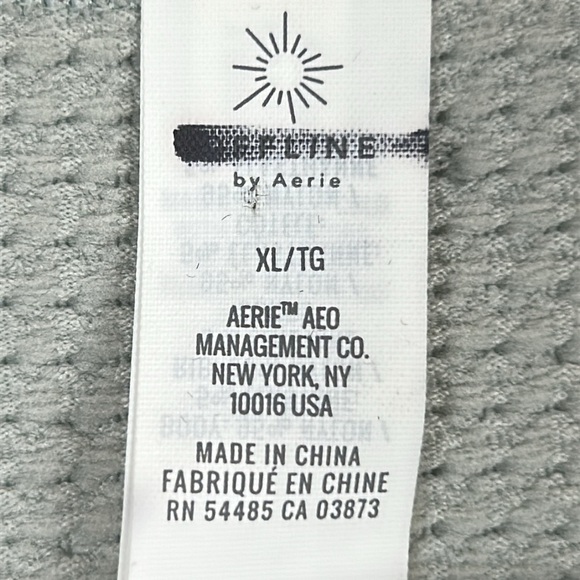 OFFLINE
by Aerie
XL/TG
AERIE™ AEO
MANAGEMENT CO.
NEW YORK, NY
10016 USA
MADE IN CHINA
FABRIQUÉ EN CHINE
RN 54485 CA 03873